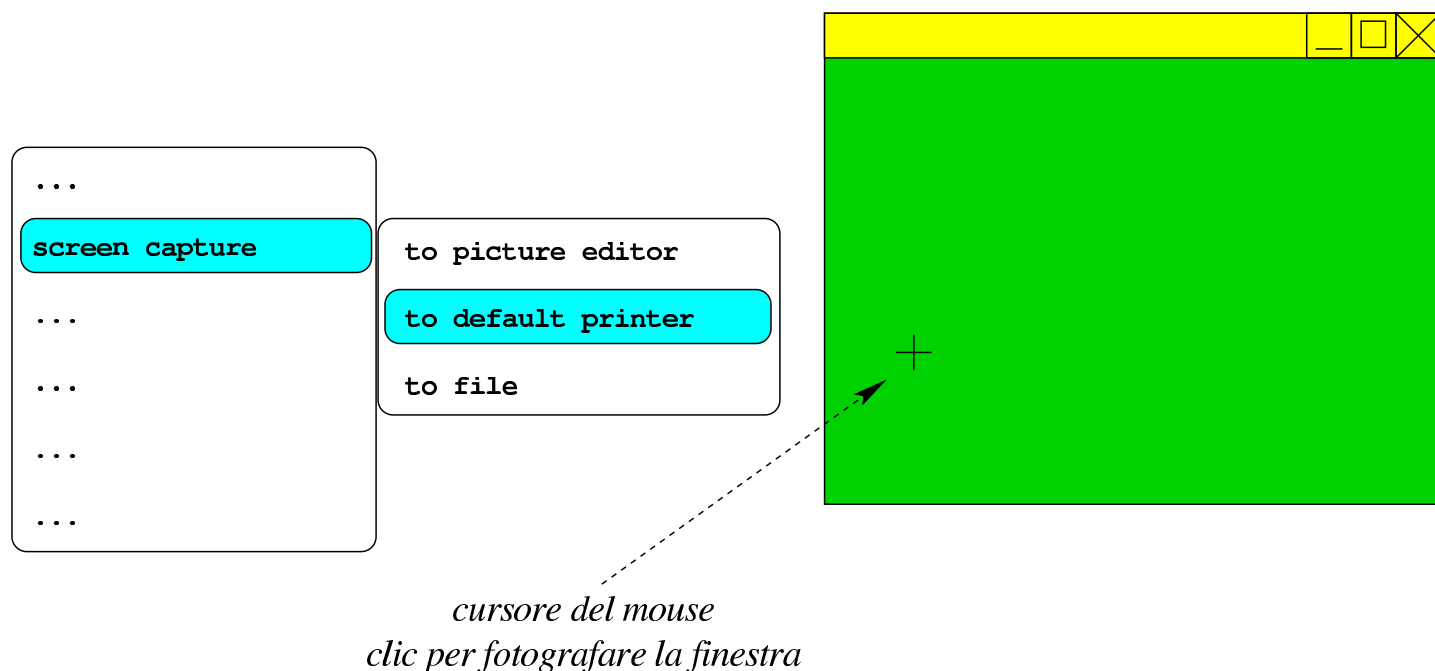 ...
screen capture
...
...
...
...
to picture editor
to default printer
to file
cursore del mouse
clic per fotografare la finestra